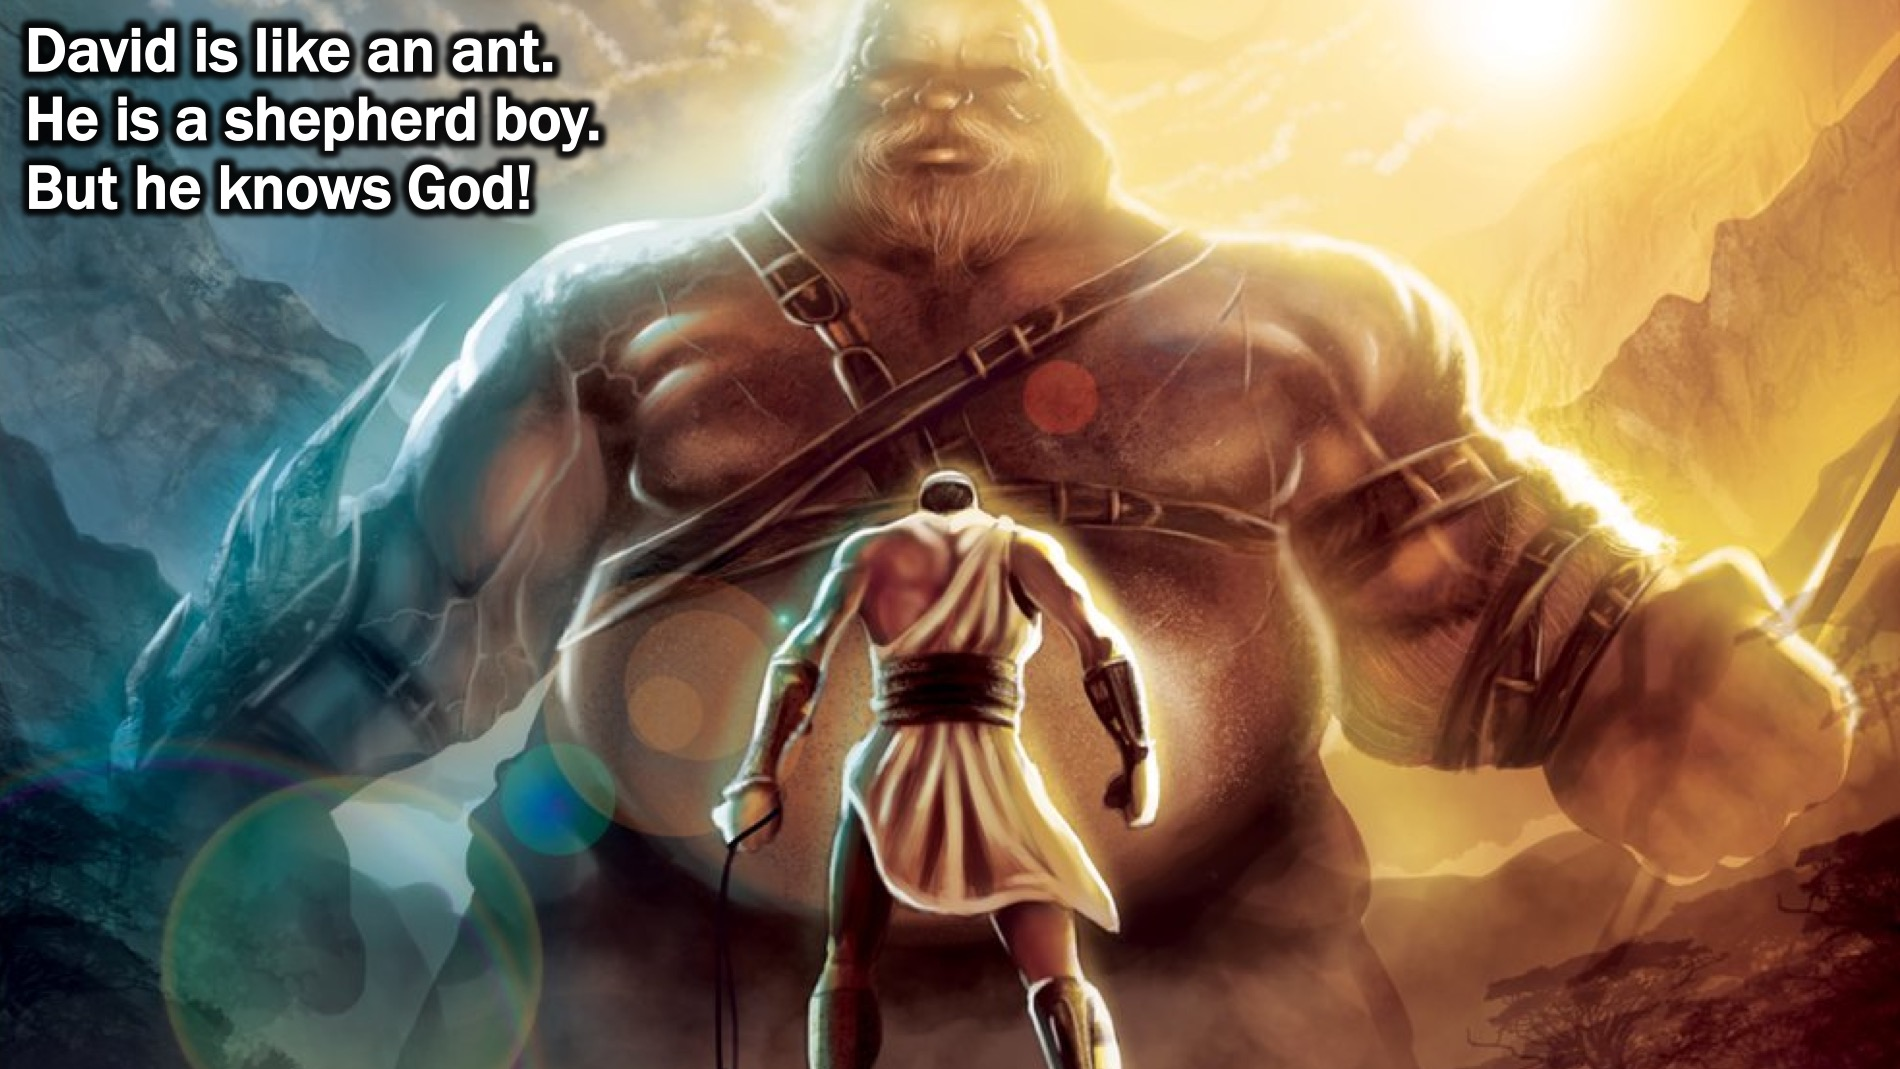 David is like an ant.
He is a shepherd boy.
But he knows God!